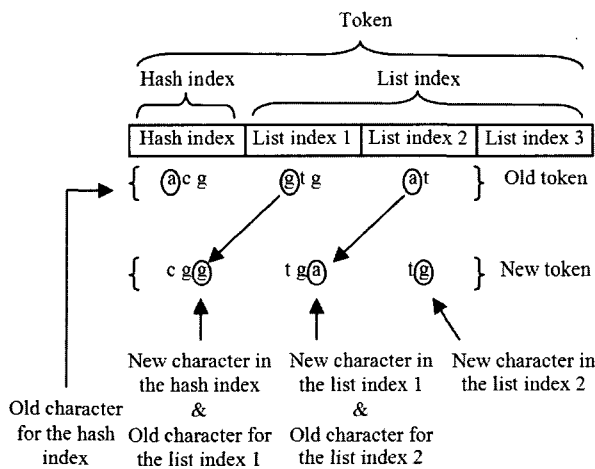 Token
Hash index List index
Hash index List index 1 List index 2 List index 3
{ a c g g t g a t } Old token
{ c g g t g a t g } New token
New character in
the hash index
&
Old character for
the list index 1
New character in
the list index 1
&
Old character for
the list index 2
New character in
the list index 2
Old character
for the hash
index